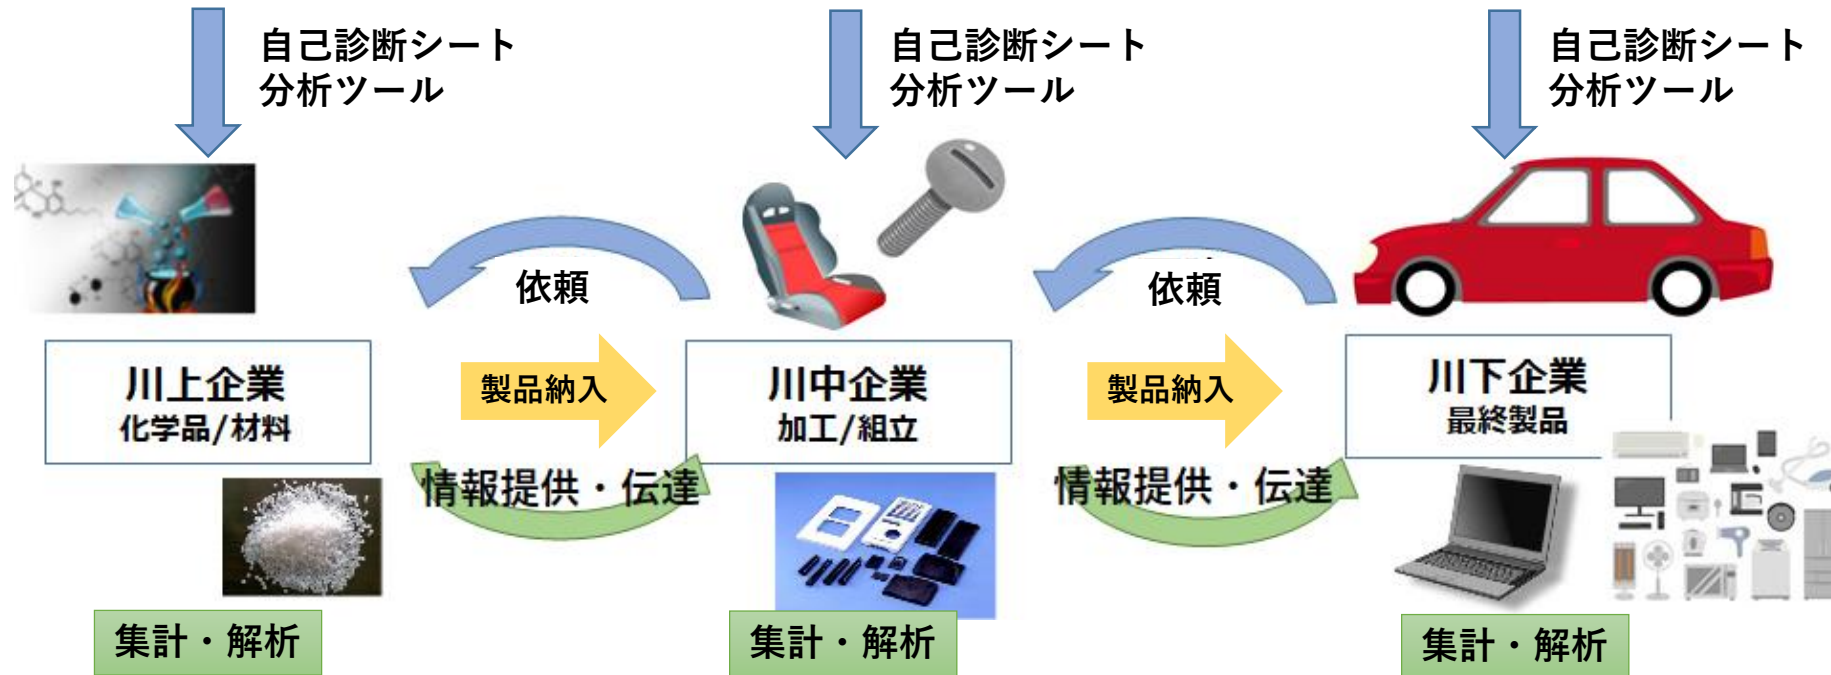 自己診断シート
分析ツール
自己診断シート
分析ツール
自己診断シート
分析ツール
依頼
依頼
川上企業
化学品/材料
製品納入
川中企業
加工/組立
製品納入
川下企業
最終製品
情報提供・伝達
情報提供・伝達
集計・解析
集計・解析
集計・解析